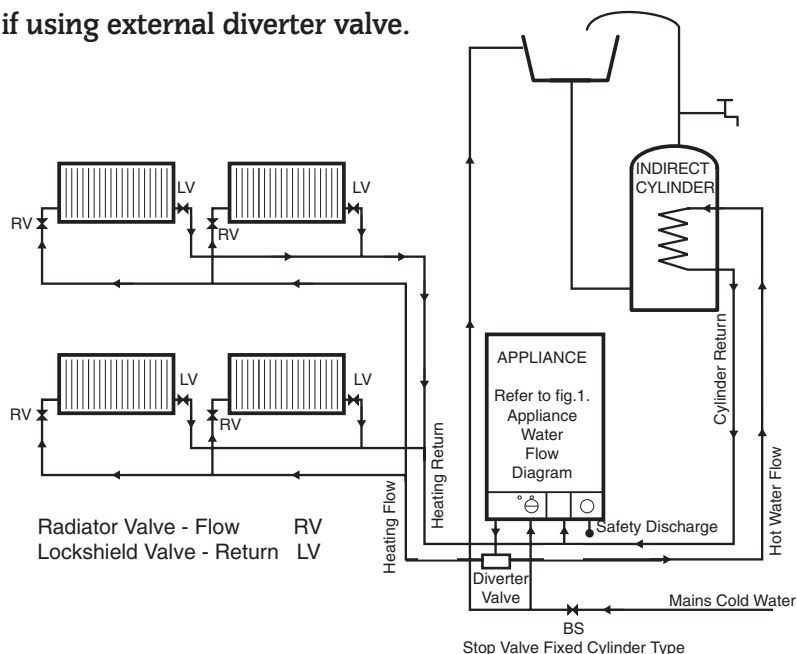 if using external diverter valve.
LV
RV
RV
INDIRECT
CYLINDER
LV
LV
RV
RV
LV
APPLIANCE
Refer to fig.1.
Appliance
Water
Flow
Diagram
Cylinder Return
Hot Water Flow
Heating Return
Heating Flow
Radiator Valve - Flow RV
Lockshield Valve - Return LV
Safety Discharge
Diverter
Valve
Mains Cold Water
BS
Stop Valve Fixed Cylinder Type